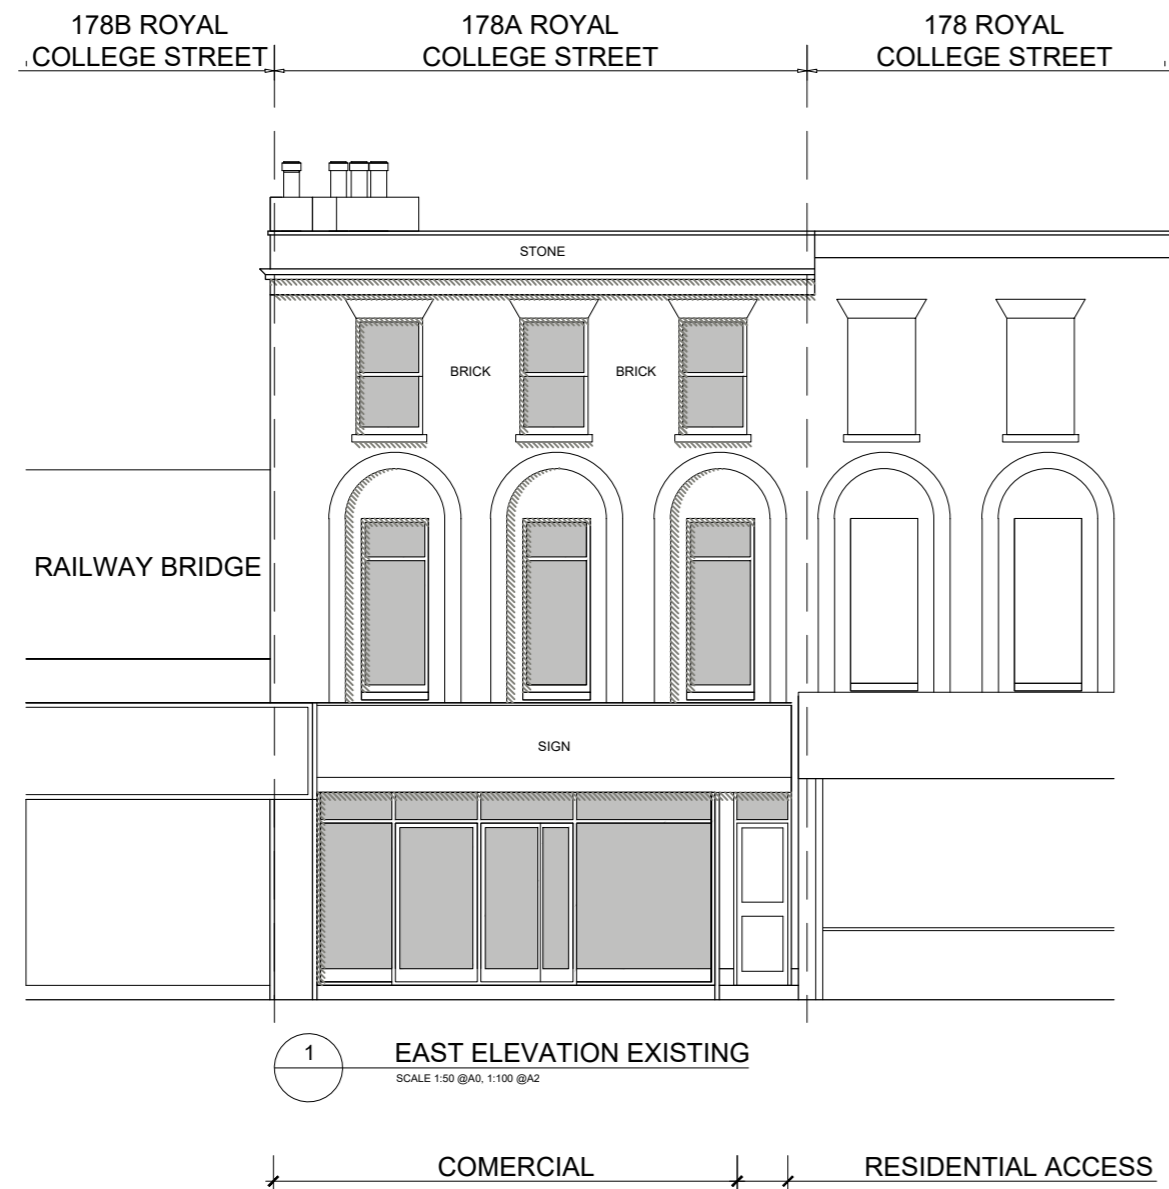 178B ROYAL
COLLEGE STREET
178A ROYAL
COLLEGE STREET
178 ROYAL
COLLEGE STREET
STONE
BRICK
BRICK
RAILWAY BRIDGE
SIGN
1
EAST ELEVATION EXISTING
SCALE 1:50 @A0, 1:100 @A2
COMERCIAL
RESIDENTIAL ACCESS